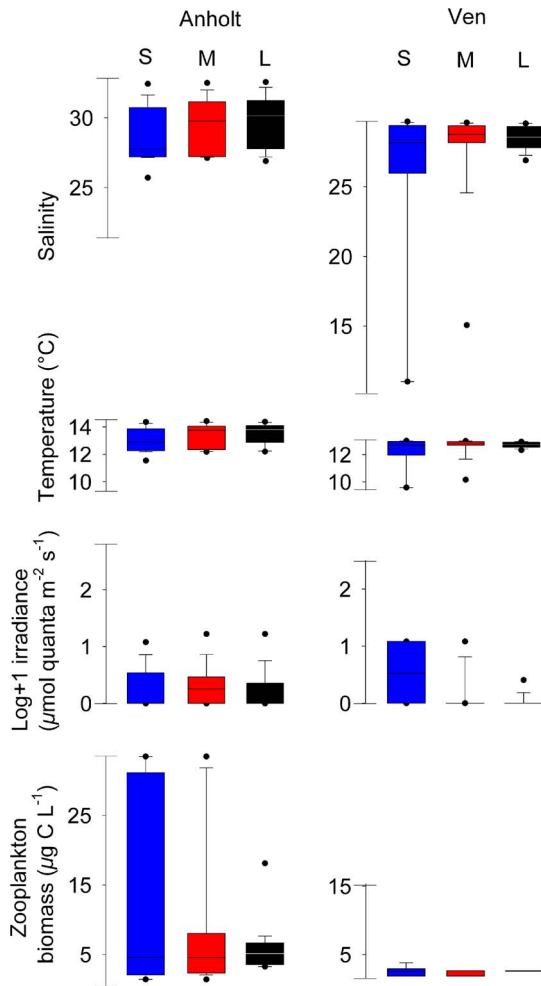 Anholt
Ven
S
M
L
S
M
L
Salinity
30
25
25
20
15
Temperature (°C)
14
12
10
12
10
Log+1 irradiance
(µmol quanta m⁻² s⁻¹)
2
1
0
2
1
0
Zooplankton
biomass (µg C L⁻¹)
25
15
5
15
5